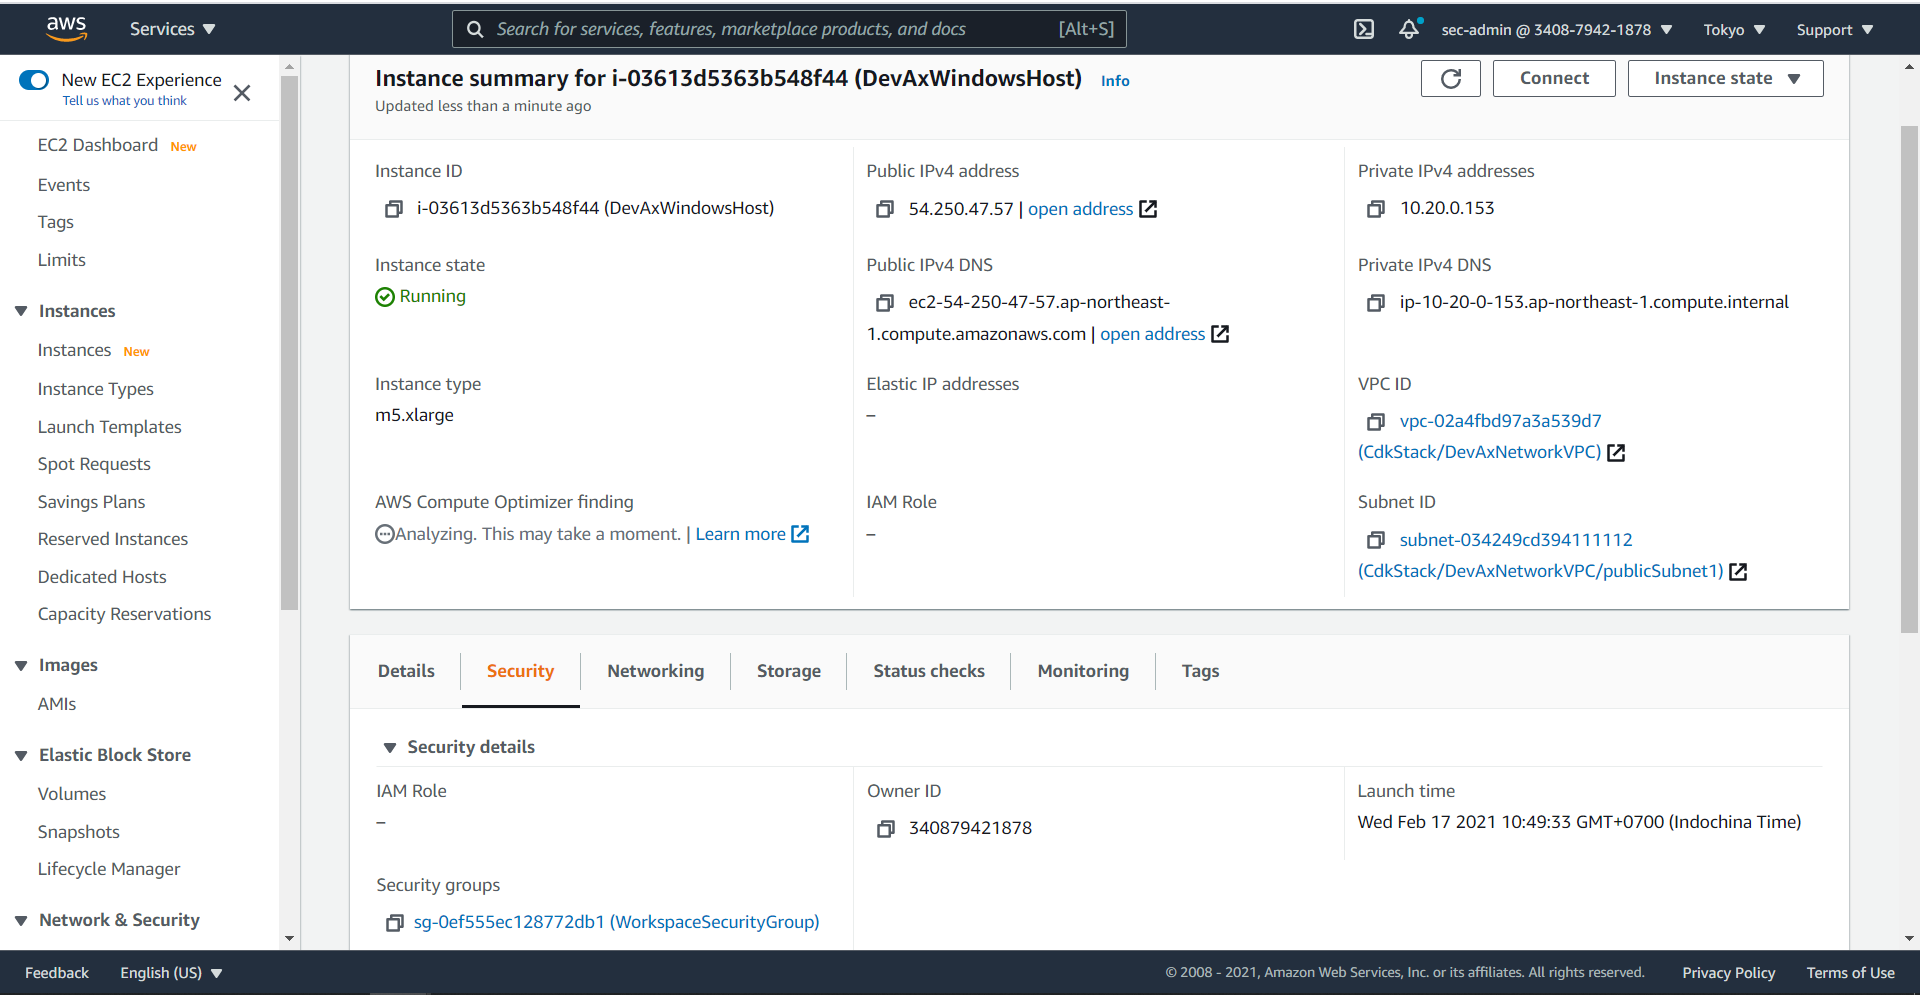 aws
Services
Search for services, features, marketplace products, and docs
[Alt+S]
sec-admin @ 3408-7942-1878
Tokyo
Support
New EC2 Experience
Tell us what you think
EC2 Dashboard New
Events
Tags
Limits
Instances
Instances New
Instance Types
Launch Templates
Spot Requests
Savings Plans
Reserved Instances
Dedicated Hosts
Capacity Reservations
Images
AMIs
Elastic Block Store
Volumes
Snapshots
Lifecycle Manager
Network & Security
Instance summary for i-03613d5363b548f44 (DevAxWindowsHost) Info
Updated less than a minute ago
Connect
Instance state
Instance ID
i-03613d5363b548f44 (DevAxWindowsHost)
Public IPv4 address
54.250.47.57 | open address
Private IPv4 addresses
10.20.0.153
Instance state
Running
Public IPv4 DNS
ec2-54-250-47-57.ap-northeast-
1.compute.amazonaws.com | open address
Private IPv4 DNS
ip-10-20-0-153.ap-northeast-1.compute.internal
Instance type
m5.xlarge
Elastic IP addresses
–
VPC ID
vpc-02a4fbd97a3a539d7
(CdkStack/DevAxNetworkVPC)
AWS Compute Optimizer finding
Analyzing. This may take a moment. | Learn more
IAM Role
–
Subnet ID
subnet-034249cd394111112
(CdkStack/DevAxNetworkVPC/publicSubnet1)
Details
Security
Networking
Storage
Status checks
Monitoring
Tags
Security details
IAM Role
–
Owner ID
340879421878
Launch time
Wed Feb 17 2021 10:49:33 GMT+0700 (Indochina Time)
Security groups
sg-0ef555ec128772db1 (WorkspaceSecurityGroup)
Feedback
English (US)
© 2008 - 2021, Amazon Web Services, Inc. or its affiliates. All rights reserved.
Privacy Policy
Terms of Use